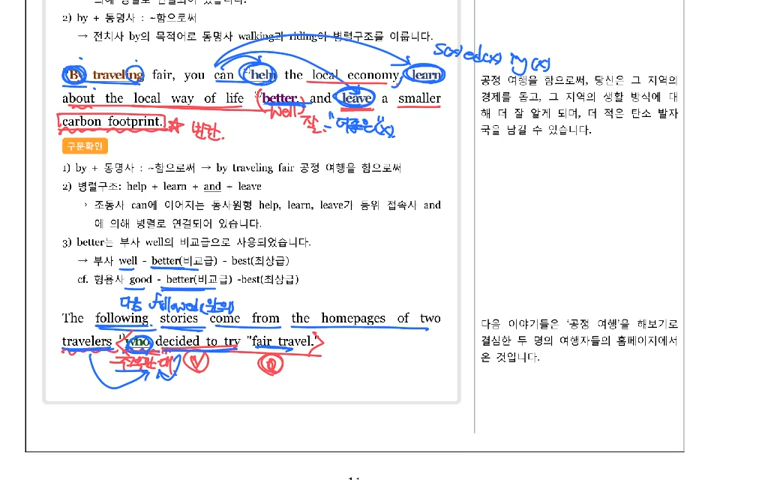 2) by + 동명사 : ~함으로써
→ 전치사 by의 목적어로 동명사 walking과 riding이 병렬구조를 이룹니다.
By traveling fair, you can help the local economy, learn
about the local way of life better, and leave a smaller
carbon footprint.
well
잘
빈칸
구문확인
1) by + 동명사 : ~함으로써 → by traveling fair 공정 여행을 함으로써
2) 병렬구조: help + learn + and + leave
→ 조동사 can에 이어지는 동사원형 help, learn, leave가 등위 접속사 and
에 의해 병렬로 연결되어 있습니다.
3) better는 부사 well의 비교급으로 사용되었습니다.
→ 부사 well - better(비교급) - best(최상급)
cf. 형용사 good - better(비교급) -best(최상급)
다음 followed
The following stories come from the homepages of two
travelers who decided to try "fair travel."
주격관대
V
O
경제를 돕고, 그 지역의 생활 방식에 대
공정 여행을 함으로써, 당신은 그 지역의
해 더 잘 알게 되며, 더 적은 탄소 발자
국을 남길 수 있습니다.
다음 이야기들은 '공정 여행'을 해보기로
결심한 두 명의 여행자들의 홈페이지에서
온 것입니다.